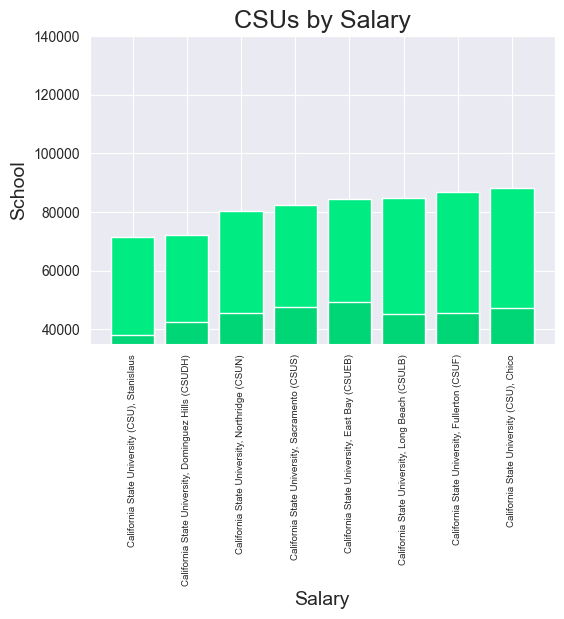 CSUs by Salary
140000
120000
100000
80000
60000
40000
School
California State University (CSU), Stanislaus
California State University, Dominguez Hills (CSUDH)
California State University, Northridge (CSUN)
California State University, Sacramento (CSUS)
California State University, East Bay (CSUEB)
California State University, Long Beach (CSULB)
California State University, Fullerton (CSUF)
California State University (CSU), Chico
Salary